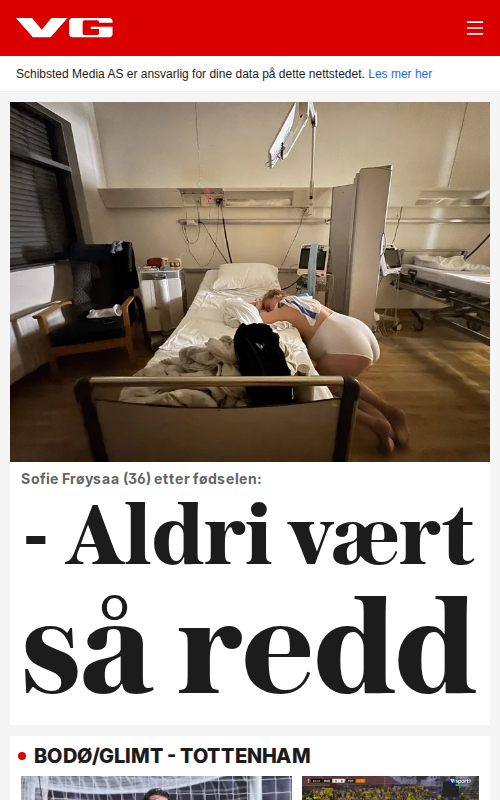 VG
Schibsted Media AS er ansvarlig for dine data på dette nettstedet. Les mer her
Sofie Frøysaa (36) etter fødselen:
- Aldri vært
så redd
BODØ/GLIMT - TOTTENHAM